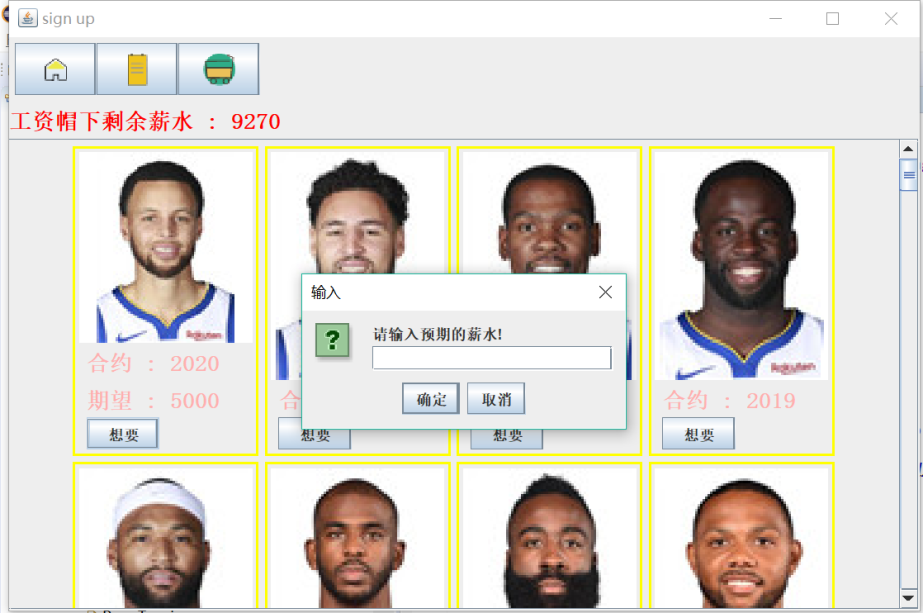 sign up
工资帽下剩余薪水 : 9270
输入
请输入预期的薪水!
确定 取消
合约 : 2020
期望 : 5000
合
合约 : 2019
想要 想要 想要 想要
Rakuten
Rakuten